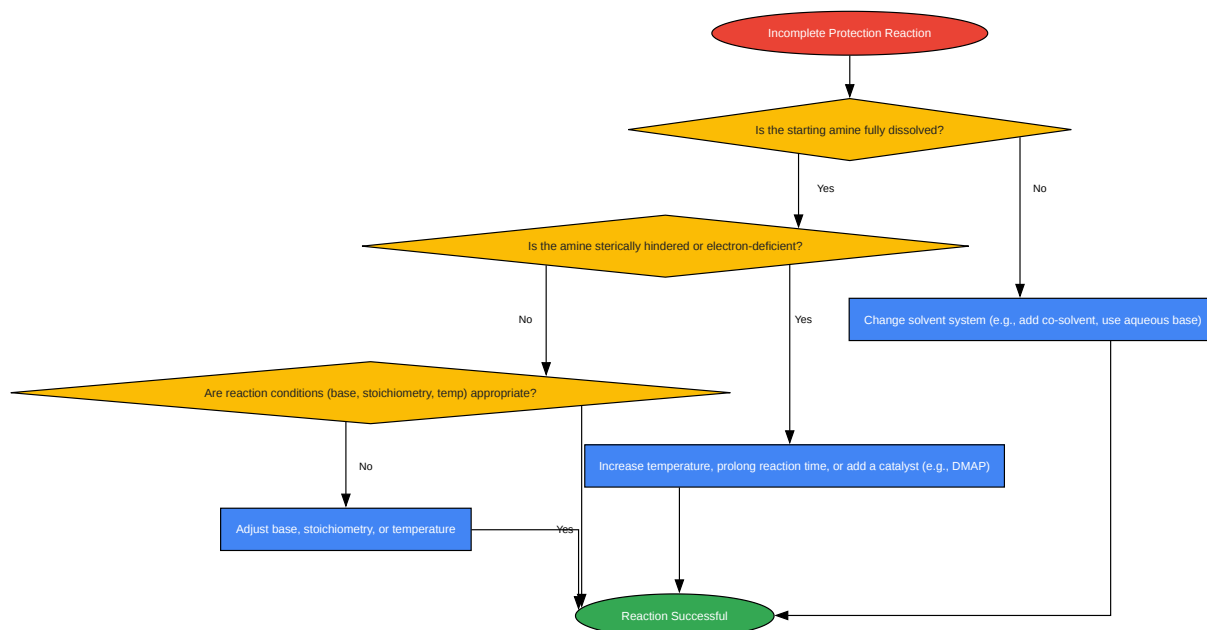 Incomplete Protection Reaction
Is the starting amine fully dissolved?
Yes
No
Is the amine sterically hindered or electron-deficient?
No
Yes
Change solvent system (e.g., add co-solvent, use aqueous base)
Are reaction conditions (base, stoichiometry, temp) appropriate?
No
Increase temperature, prolong reaction time, or add a catalyst (e.g., DMAP)
Adjust base, stoichiometry, or temperature
Yes
Reaction Successful